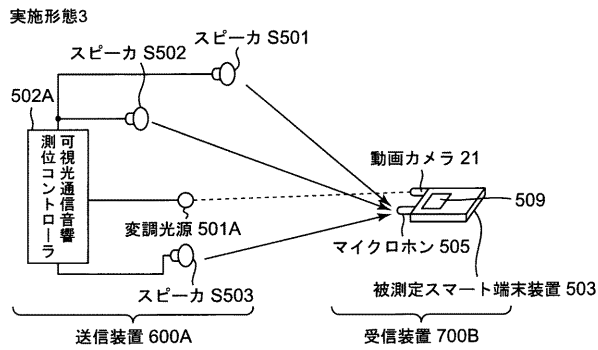 実施形態3
スピーカ S501
スピーカ S502
502A
可視光通信音響
測位コントローラ
動画カメラ 21
509
変調光源 501A
マイクロホン 505
スピーカ S503
被測定スマート端末装置 503
送信装置 600A
受信装置 700B